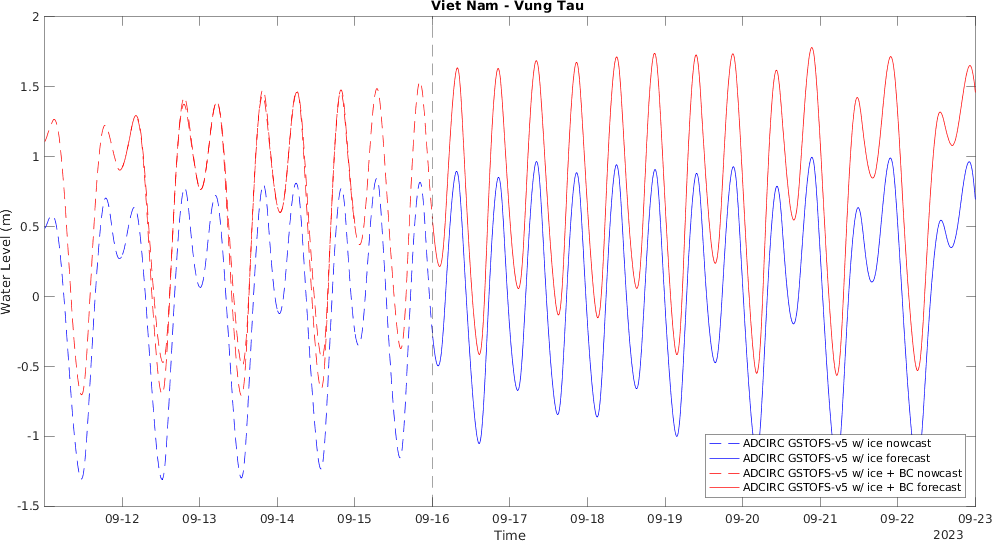 Viet Nam - Vung Tau
2
1.5
1
0.5
0
-0.5
-1
-1.5
Water Level (m)
ADCIRC GSTOFS-v5 w/ ice nowcast
ADCIRC GSTOFS-v5 w/ ice forecast
ADCIRC GSTOFS-v5 w/ ice + BC nowcast
ADCIRC GSTOFS-v5 w/ ice + BC forecast
09-12 09-13 09-14 09-15 09-16 09-17 09-18 09-19 09-20 09-21 09-22 09-23
Time
2023